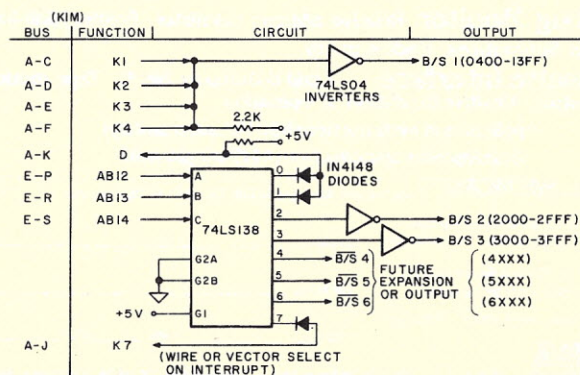 (KIM)
BUS FUNCTION CIRCUIT OUTPUT
A-C K1 B/S 1 (0400-13FF)
74LS04
INVERTERS
A-D K2
A-E K3
A-F K4 2.2K
+5V
A-K D
IN4148
DIODES
E-P AB12 A 0
E-R AB13 B 1
E-S AB14 C 2 B/S 2 (2000-2FFF)
74LS138
3 B/S 3 (3000-3FFF)
G2A 4 B/S 4 FUTURE (4XXX)
G2B 5 B/S 5 EXPANSION (5XXX)
6 B/S 6 OR OUTPUT (6XXX)
+5V G1
7
A-J K7
(WIRE OR VECTOR SELECT
ON INTERRUPT)